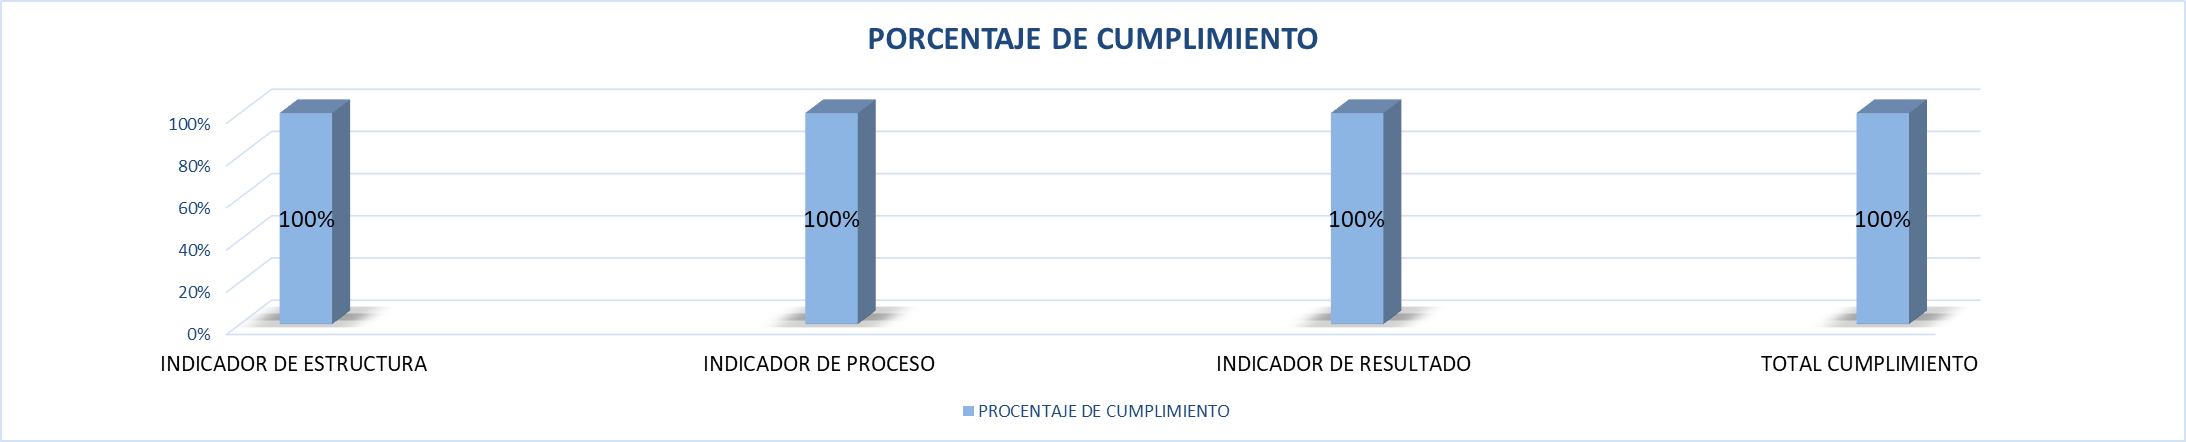 PORCENTAJE DE CUMPLIMIENTO
100%
80%
60%
40%
20%
0%
100%
100%
100%
100%
INDICADOR DE ESTRUCTURA
INDICADOR DE PROCESO
INDICADOR DE RESULTADO
TOTAL CUMPLIMIENTO
PROCENTAJE DE CUMPLIMIENTO